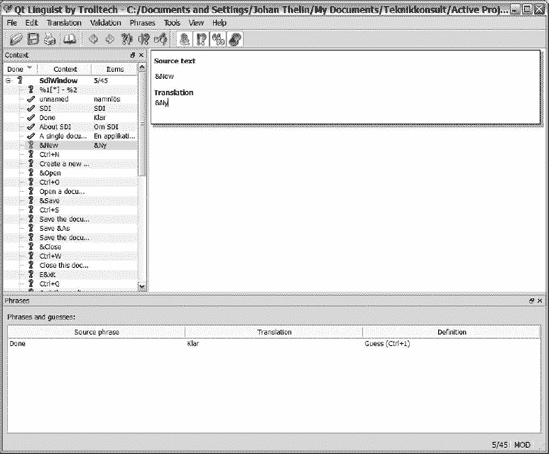 Qt Linguist by Trolltech - C:/Documents and Settings/Johan Thelin/My Documents/Teknikkonsult/Active Proj...
File Edit Translation Validation Phrases Tools View Help
Context
Done Context Items
SdiWindow 5/45
%1[*] - %2
unnamed namnlös
SDI SDI
Done Klar
About SDI Om SDI
A single docu... En applikati...
&New &Ny
Ctrl+N
Create a new ...
&Open
Ctrl+O
Open a docu...
&Save
Ctrl+S
Save the docu...
Save &As
Save the docu...
&Close
Ctrl+W
Close this doc...
E&xit
Ctrl+Q
Source text
&New
Translation
&Ny
Phrases
Phrases and guesses:
Source phrase Translation Definition
Done Klar Guess (Ctrl+1)
5/45 MOD